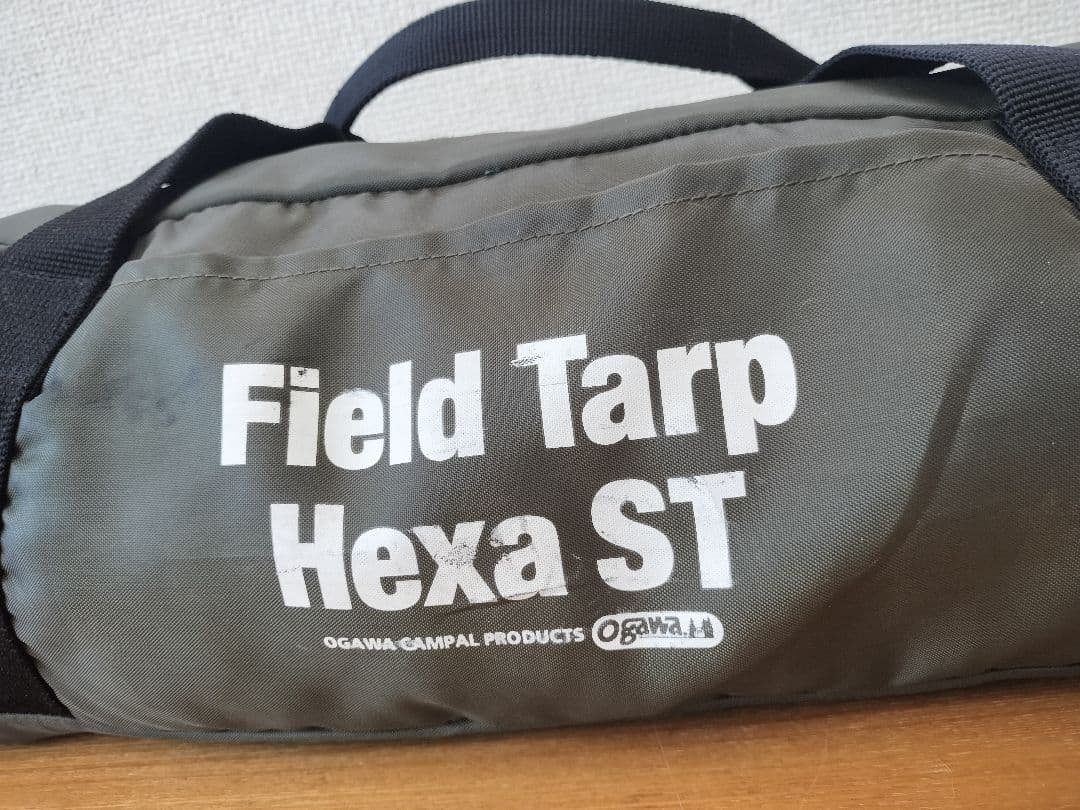 Field Tarp
Hexa ST
OGAWA CAMPAL PRODUCTS Ogawa